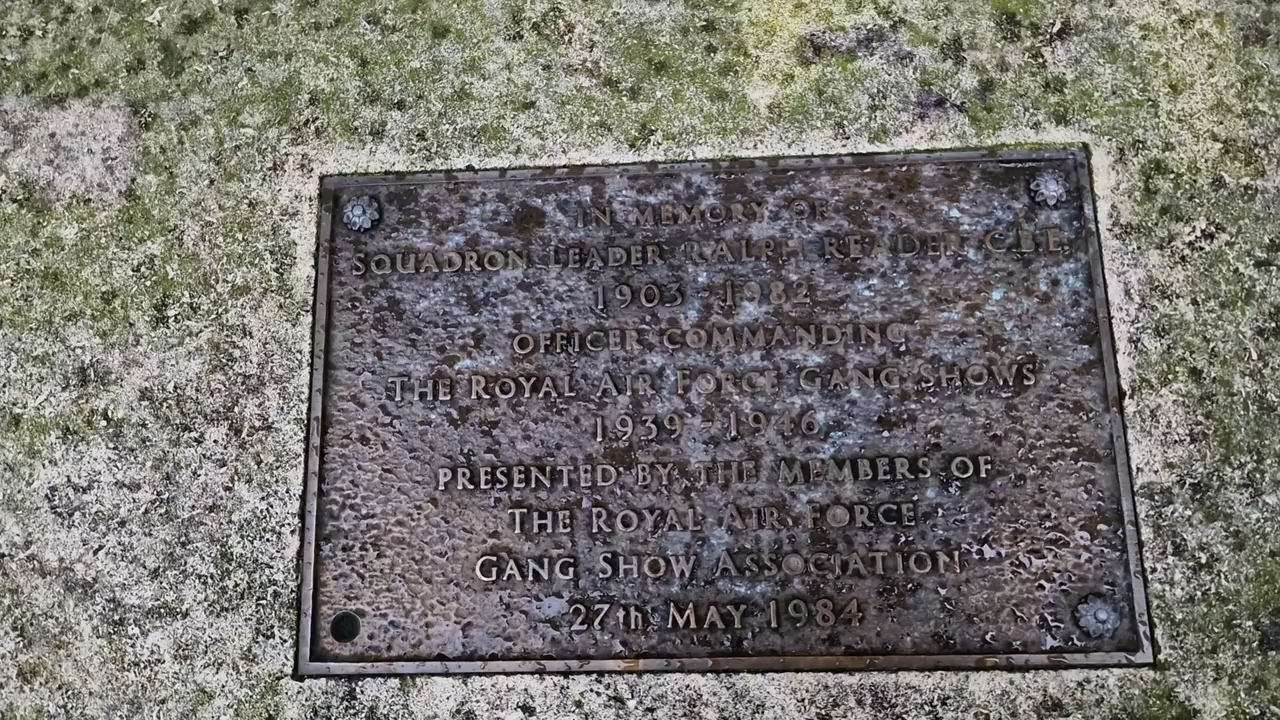 IN MEMORY OF
SQUADRON LEADER RALPH READER C.B.E.
1903 - 1982
OFFICER COMMANDING
THE ROYAL AIR FORCE GANG SHOWS
1939 - 1946
PRESENTED BY THE MEMBERS OF
THE ROYAL AIR FORCE
GANG SHOW ASSOCIATION
27th MAY 1984